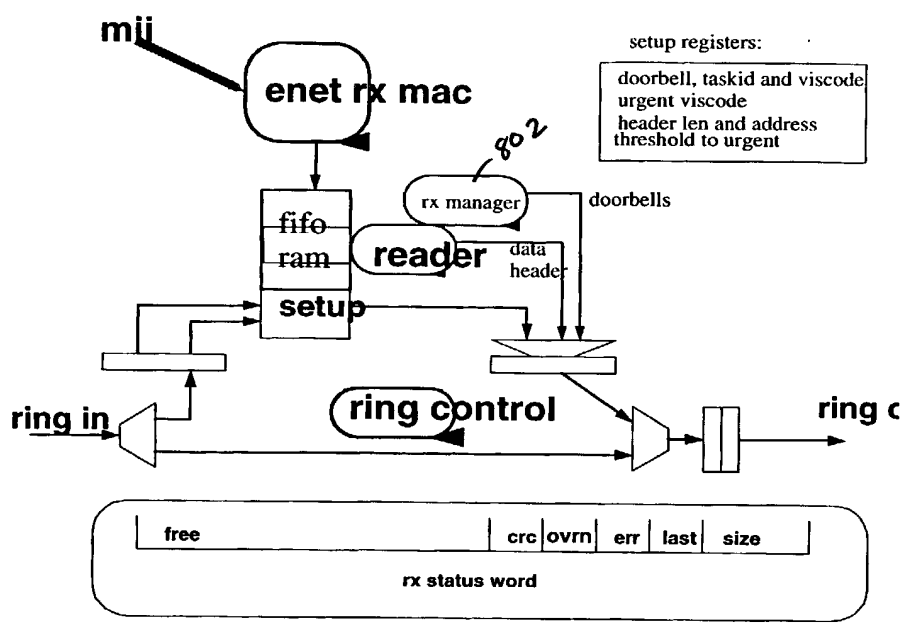 mii
setup registers:
enet rx mac
doorbell, taskid and viscode
urgent viscode
header len and address
threshold to urgent
802
rx manager
doorbells
fifo
reader
data
header
ram
setup
ring in
ring control
ring c
free
crc
ovrn
err
last
size
rx status word